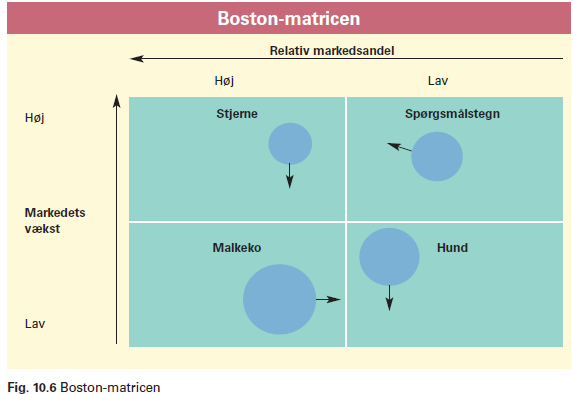 Boston-matricen
Relativ markedsandel
Høj
Lav
Høj
Stjerne
Spørgsmålstegn
Markedets
vækst
Malkeko
Hund
Lav
Fig. 10.6 Boston-matricen